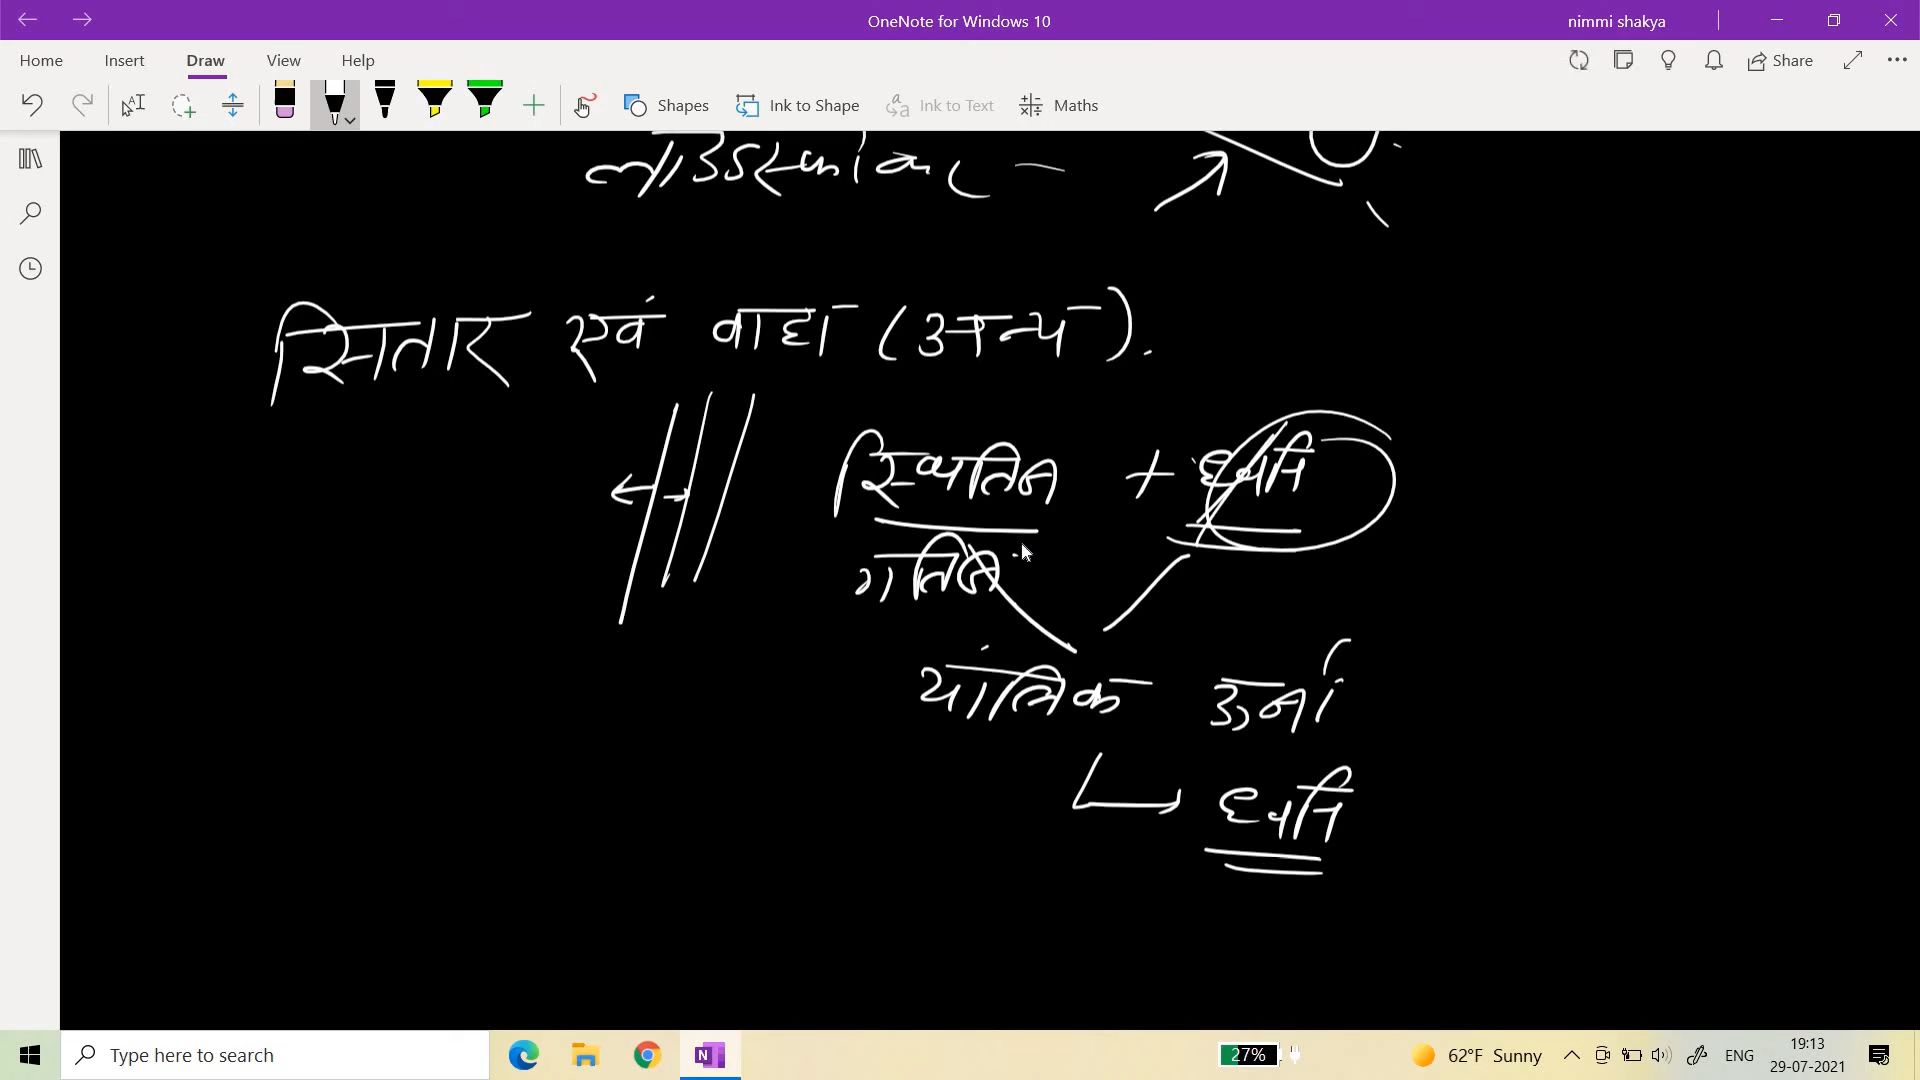 OneNote for Windows 10
nimmi shakya
Home Insert Draw View Help
Share
Shapes Ink to Shape Ink to Text Maths
लाउडस्पीकर –
सितार एवं वाद्य (अन्य).
स्थितिज + ध्वनि
गतिज
यांत्रिक ऊर्जा
ध्वनि
Type here to search
27%
62°F Sunny
ENG
19:13
29-07-2021